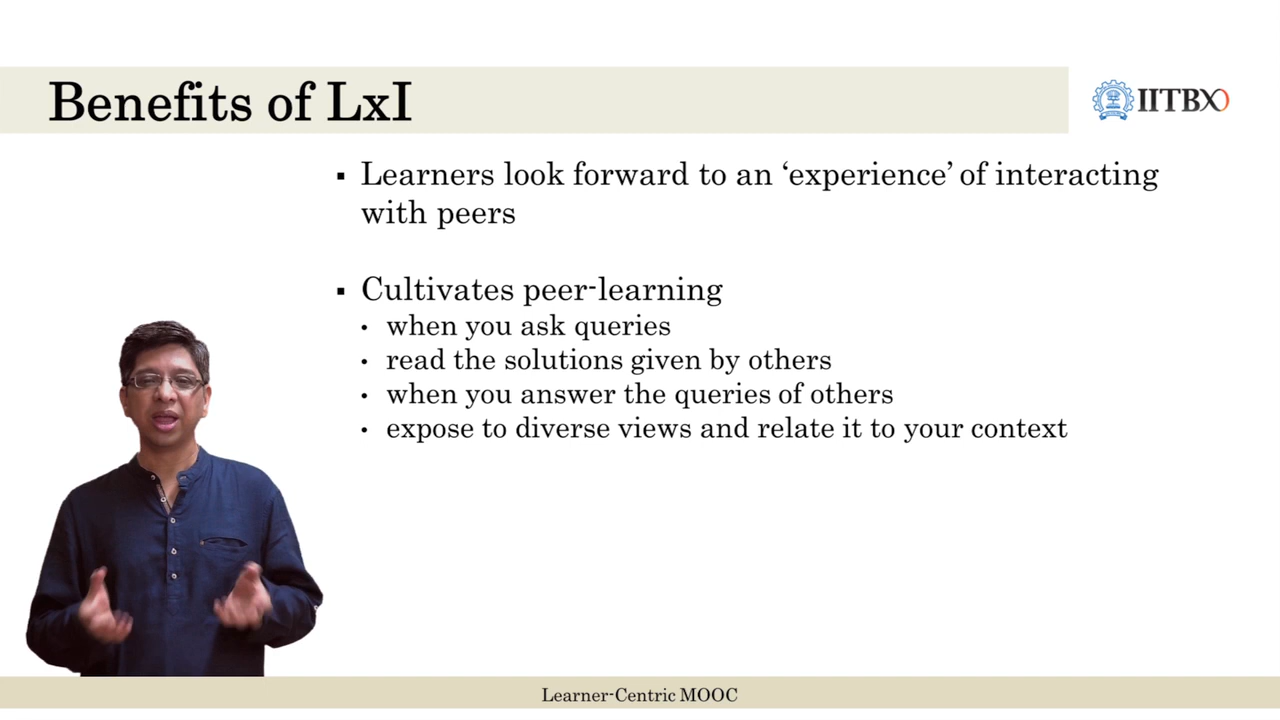 Benefits of LxI
IITBX
▪ Learners look forward to an ‘experience’ of interacting
with peers
▪ Cultivates peer-learning
• when you ask queries
• read the solutions given by others
• when you answer the queries of others
• expose to diverse views and relate it to your context
Learner-Centric MOOC